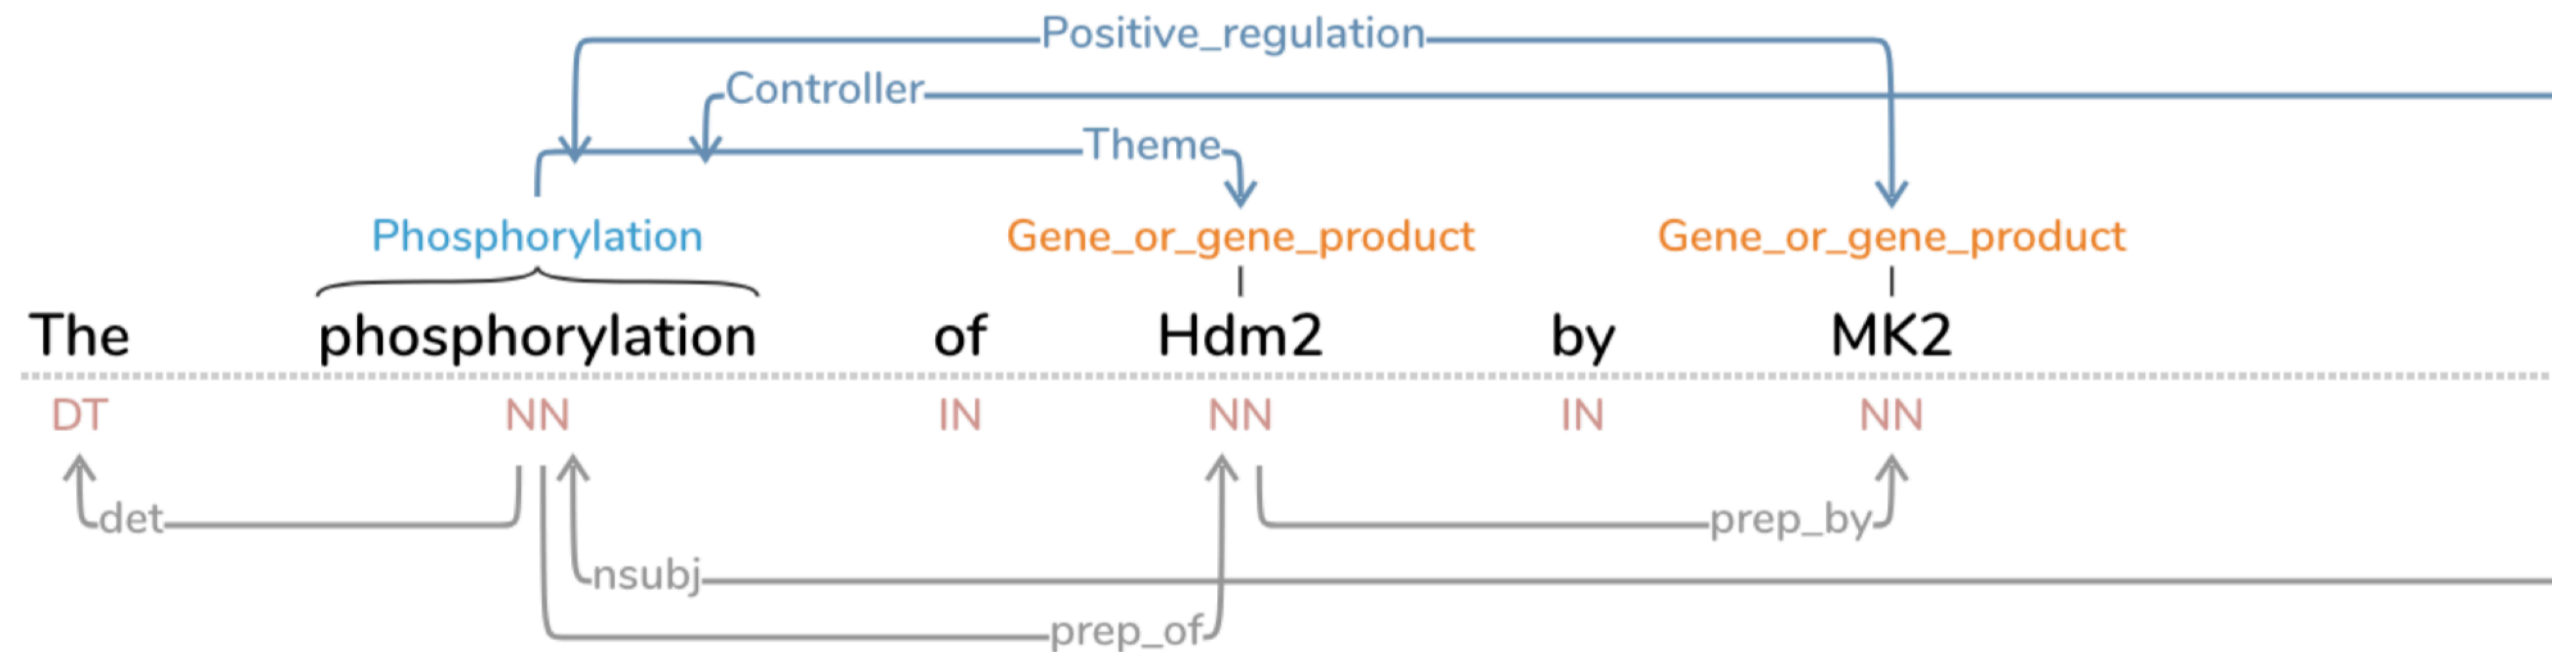 Positive_regulation
Controller
Theme
Phosphorylation Gene_or_gene_product Gene_or_gene_product
The phosphorylation of Hdm2 by MK2
DT NN IN NN IN NN
det prep_by
nsubj
prep_of